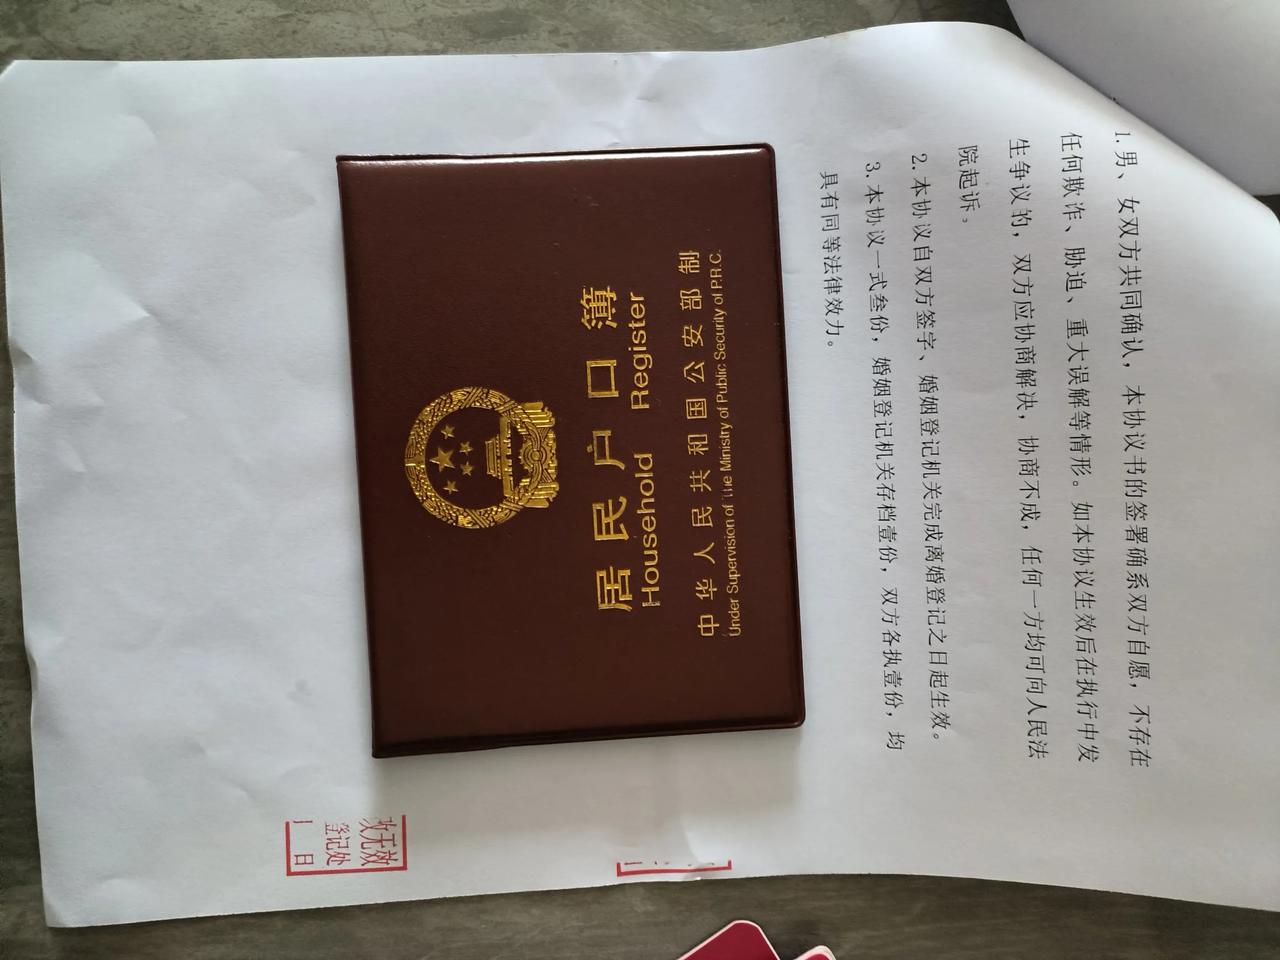 1. 男、女双方共同确认，本协议书的签署确系双方自愿，不存在
任何欺诈、胁迫、重大误解等情形。如本协议生效后在执行中发
生争议的，双方应协商解决，协商不成，任何一方均可向人民法
院起诉。
2. 本协议自双方签字、婚姻登记机关完成离婚登记之日起生效。
3. 本协议一式叁份，婚姻登记机关存档壹份，双方各执壹份，均
具有同等法律效力。
居民户口簿
Household Register
中华人民共和国公安部制
Under Supervision of The Ministry of Public Security of P.R.C.
改无效
登记处
日